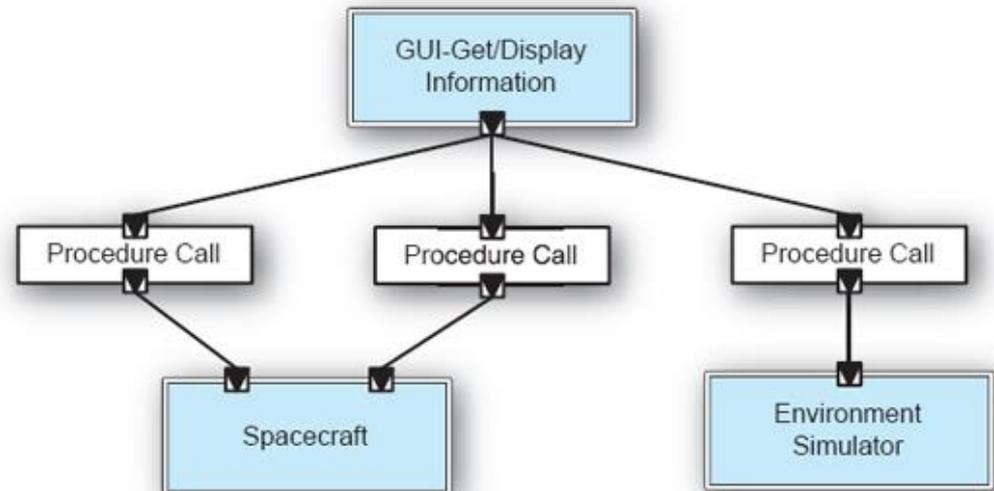 GUI-Get/Display
Information
Procedure Call
Procedure Call
Procedure Call
Spacecraft
Environment
Simulator